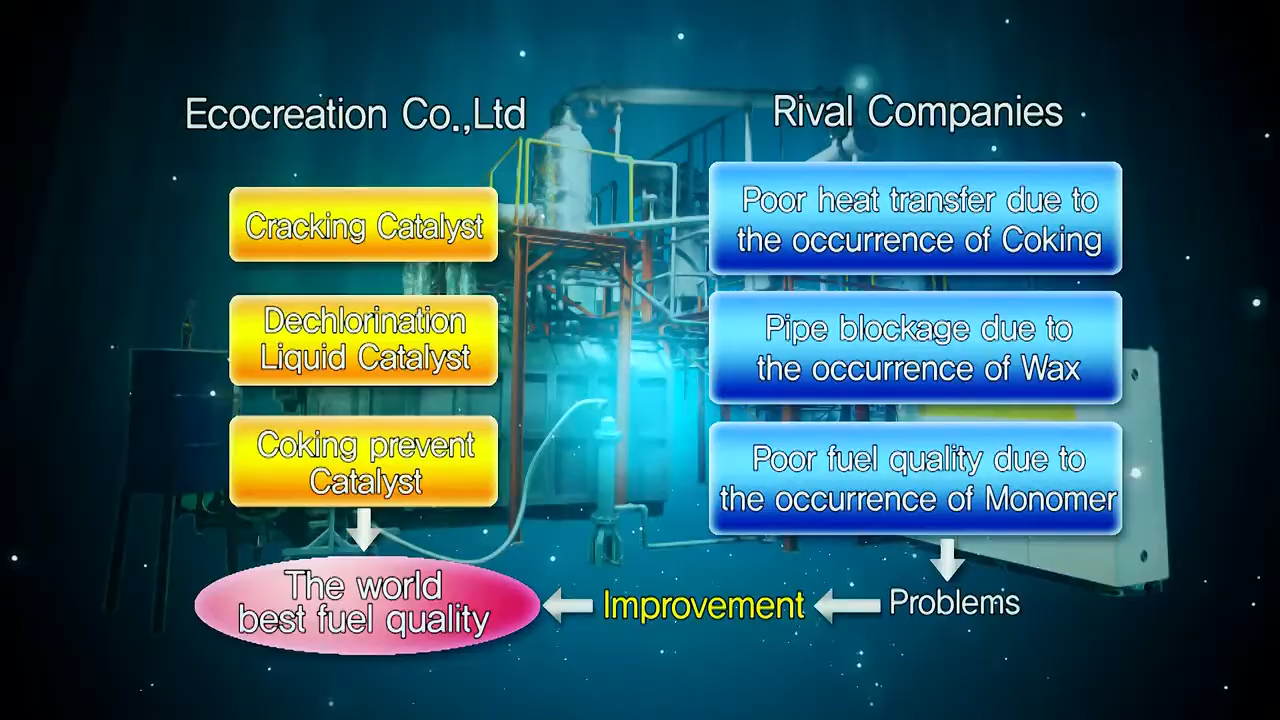 Ecocreation Co.,Ltd
Cracking Catalyst
Dechlorination
Liquid Catalyst
Coking prevent
Catalyst
The world
best fuel quality
Rival Companies
Poor heat transfer due to
the occurrence of Coking
Pipe blockage due to
the occurrence of Wax
Poor fuel quality due to
the occurrence of Monomer
Problems
Improvement